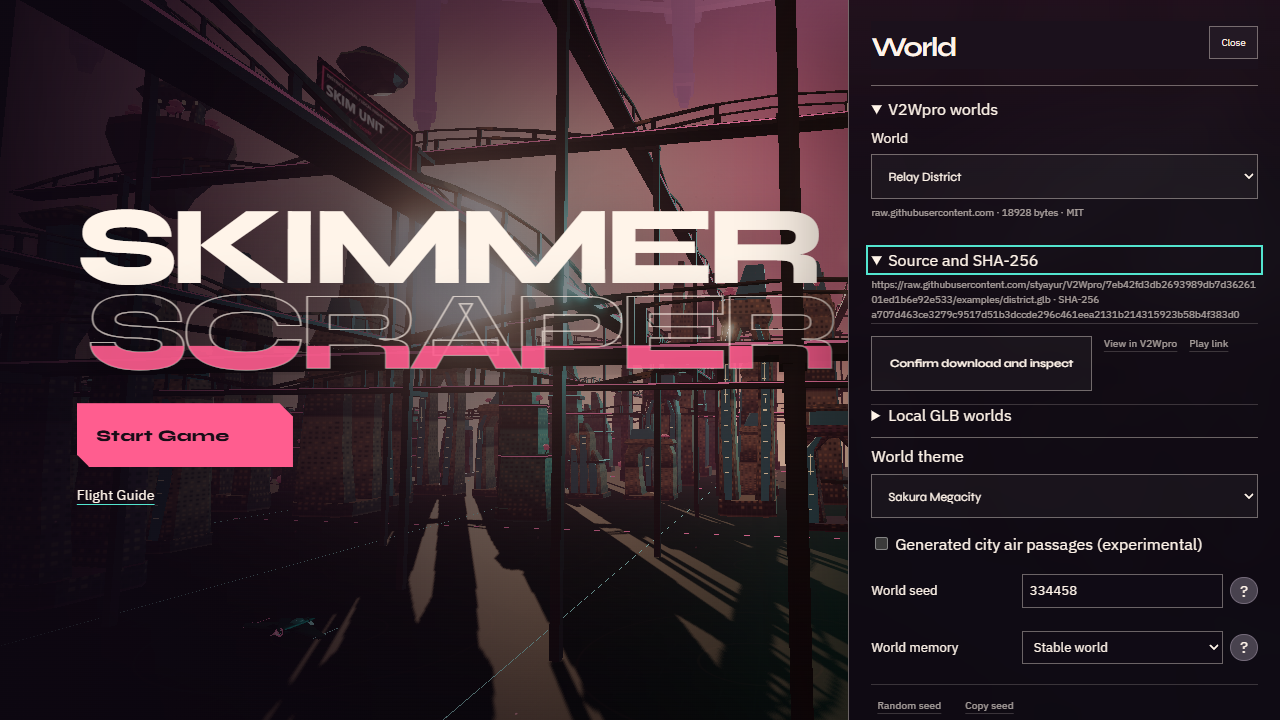 SKIM UNIT
SKIMMER
SCRAPER
Start Game
Flight Guide
World
Close
V2Wpro worlds
World
Relay District
raw.githubusercontent.com · 18928 bytes · MIT
Source and SHA-256
https://raw.githubusercontent.com/styayur/V2Wpro/7eb42fd3db2693989db7d36261
01ed1b6e92e533/examples/district.glb · SHA-256
a707d463ce3279c9517d51b3dccde296c461eea2131b214315923b58b4f383d0
Confirm download and inspect
View in V2Wpro
Play link
Local GLB worlds
World theme
Sakura Megacity
Generated city air passages (experimental)
World seed
334458
?
World memory
Stable world
?
Random seed
Copy seed